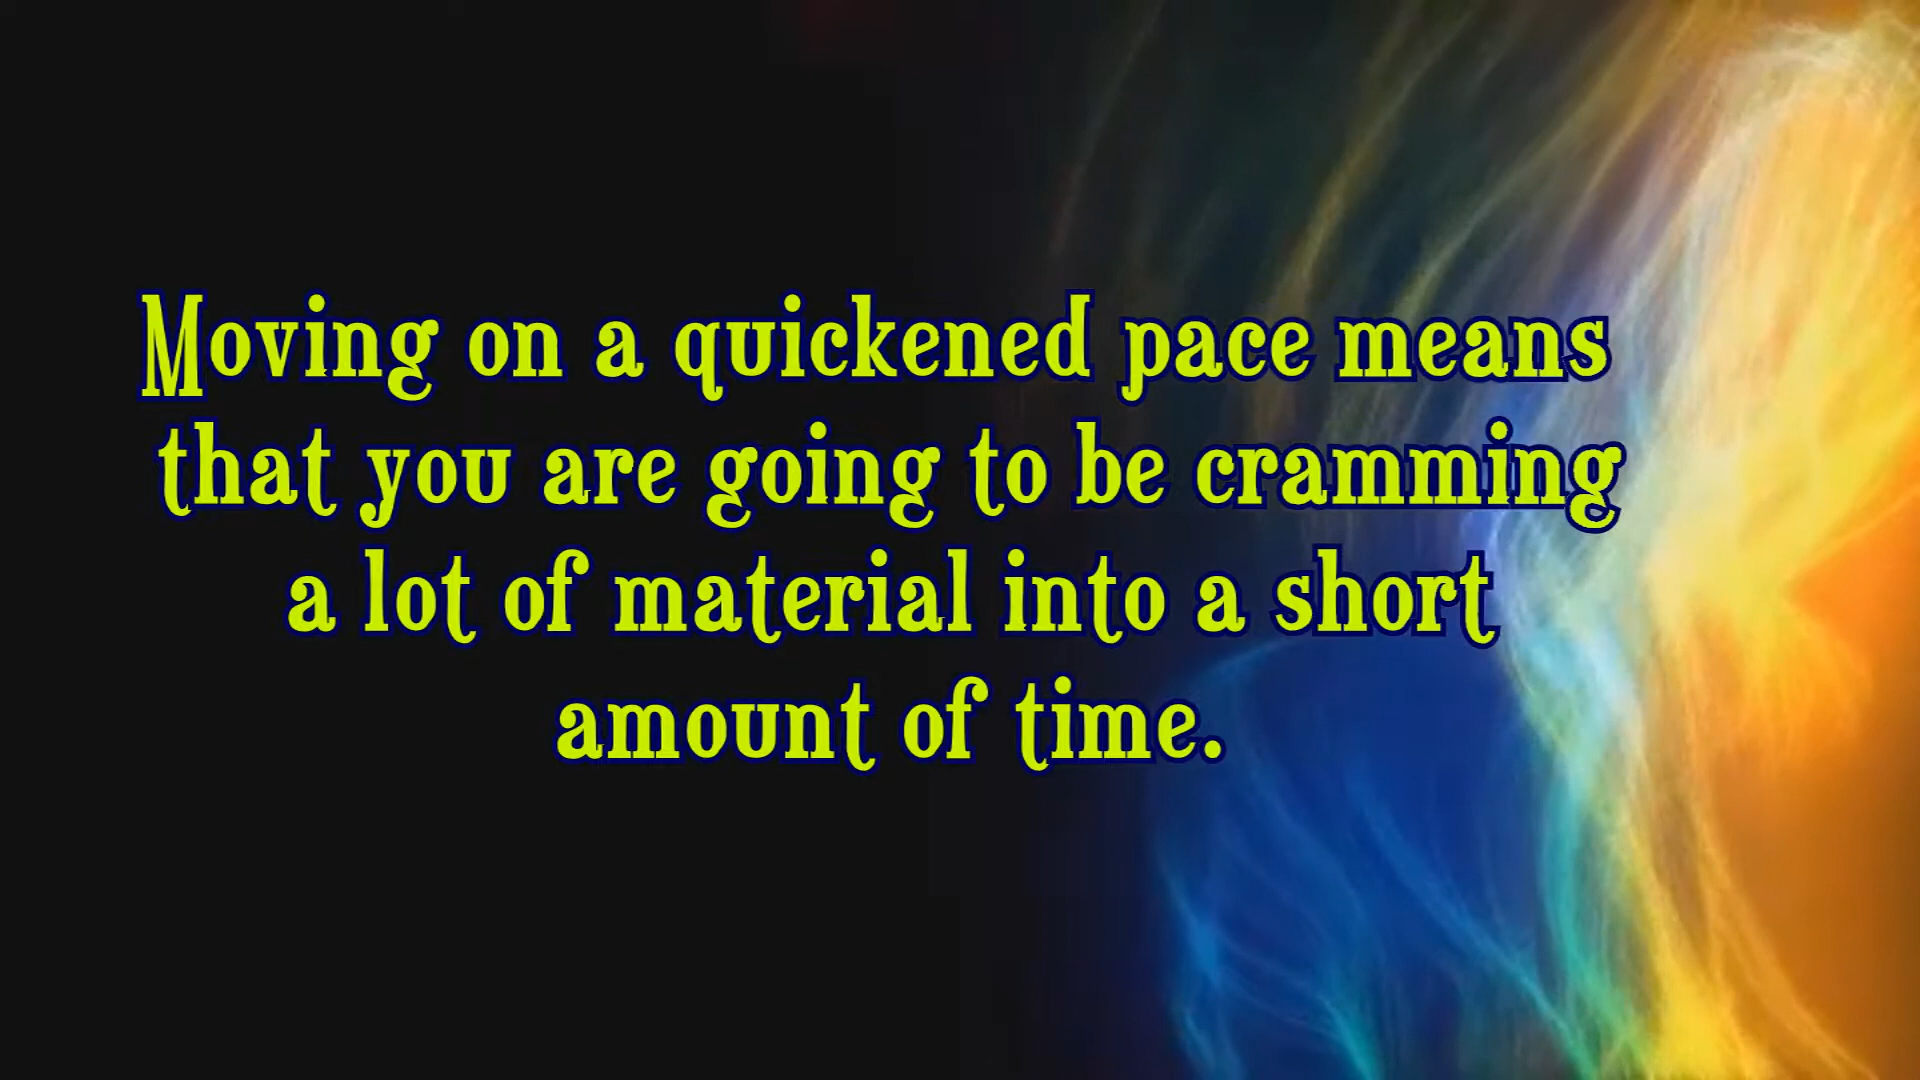 Moving on a quickened pace means
that you are going to be cramming
a lot of material into a short
amount of time.